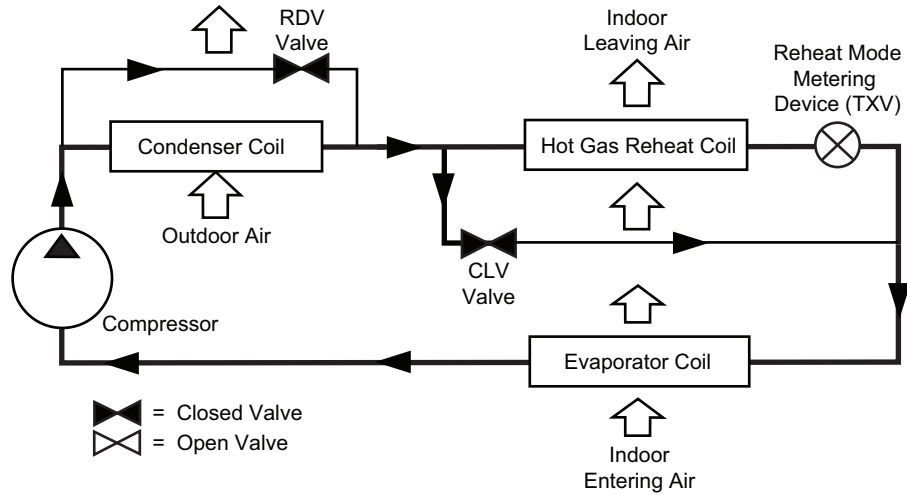 RDV
Valve
Indoor
Leaving Air
Reheat Mode
Metering
Device (TXV)
Condenser Coil
Hot Gas Reheat Coil
Outdoor Air
CLV
Valve
Compressor
Evaporator Coil
= Closed Valve
= Open Valve
Indoor
Entering Air